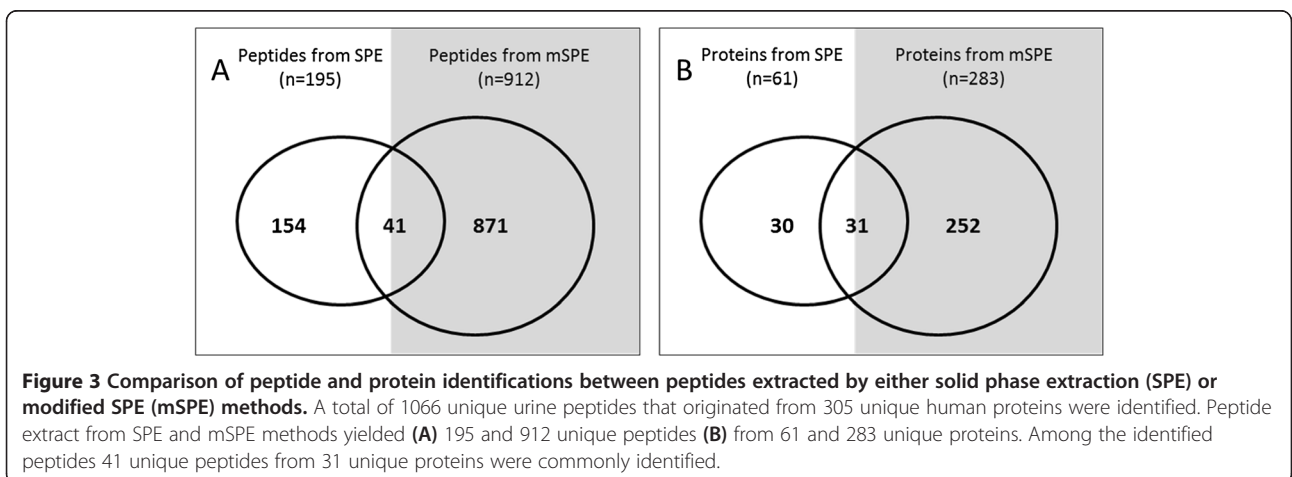 A
Peptides from SPE
(n=195)
Peptides from mSPE
(n=912)
154
41
871
B
Proteins from SPE
(n=61)
Proteins from mSPE
(n=283)
30
31
252
Figure 3 Comparison of peptide and protein identifications between peptides extracted by either solid phase extraction (SPE) or
modified SPE (mSPE) methods. A total of 1066 unique urine peptides that originated from 305 unique human proteins were identified. Peptide
extract from SPE and mSPE methods yielded (A) 195 and 912 unique peptides (B) from 61 and 283 unique proteins. Among the identified
peptides 41 unique peptides from 31 unique proteins were commonly identified.